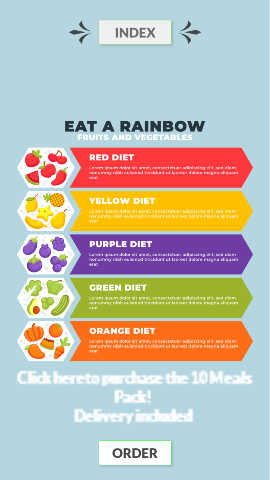 INDEX
EAT A RAINBOW
FRUITS AND VEGETABLES
RED DIET
Lorem ipsum dolor sit amet, consectetuer adipiscing elit, sed diam
nonummy nibh euismod tincidunt ut laoreet dolore magna aliquam
erat
YELLOW DIET
Lorem ipsum dolor sit amet, consectetuer adipiscing elit, sed diam
nonummy nibh euismod tincidunt ut laoreet dolore magna aliquam
erat
PURPLE DIET
Lorem ipsum dolor sit amet, consectetuer adipiscing elit, sed diam
nonummy nibh euismod tincidunt ut laoreet dolore magna aliquam
erat
GREEN DIET
Lorem ipsum dolor sit amet, consectetuer adipiscing elit, sed diam
nonummy nibh euismod tincidunt ut laoreet dolore magna aliquam
erat
ORANGE DIET
Lorem ipsum dolor sit amet, consectetuer adipiscing elit, sed diam
nonummy nibh euismod tincidunt ut laoreet dolore magna aliquam
erat
Click here to purchase the 10 Meals
Pack!
Delivery included
ORDER